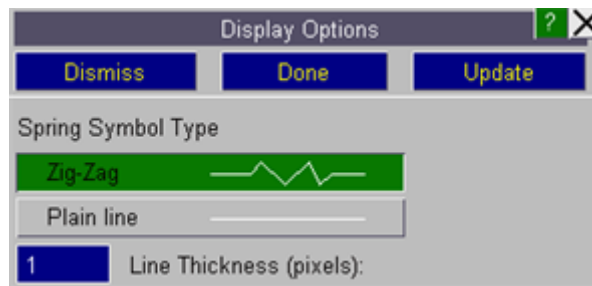 Display Options ?
Dismiss Done Update
Spring Symbol Type
Zig-Zag
Plain line
1 Line Thickness (pixels):